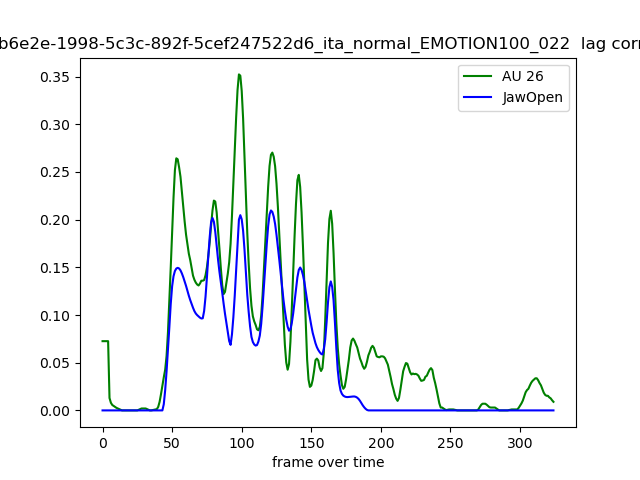 b6e2e-1998-5c3c-892f-5cef247522d6_ita_normal_EMOTION100_022 lag corr
AU 26
JawOpen
0.35
0.30
0.25
0.20
0.15
0.10
0.05
0.00
0 50 100 150 200 250 300
frame over time